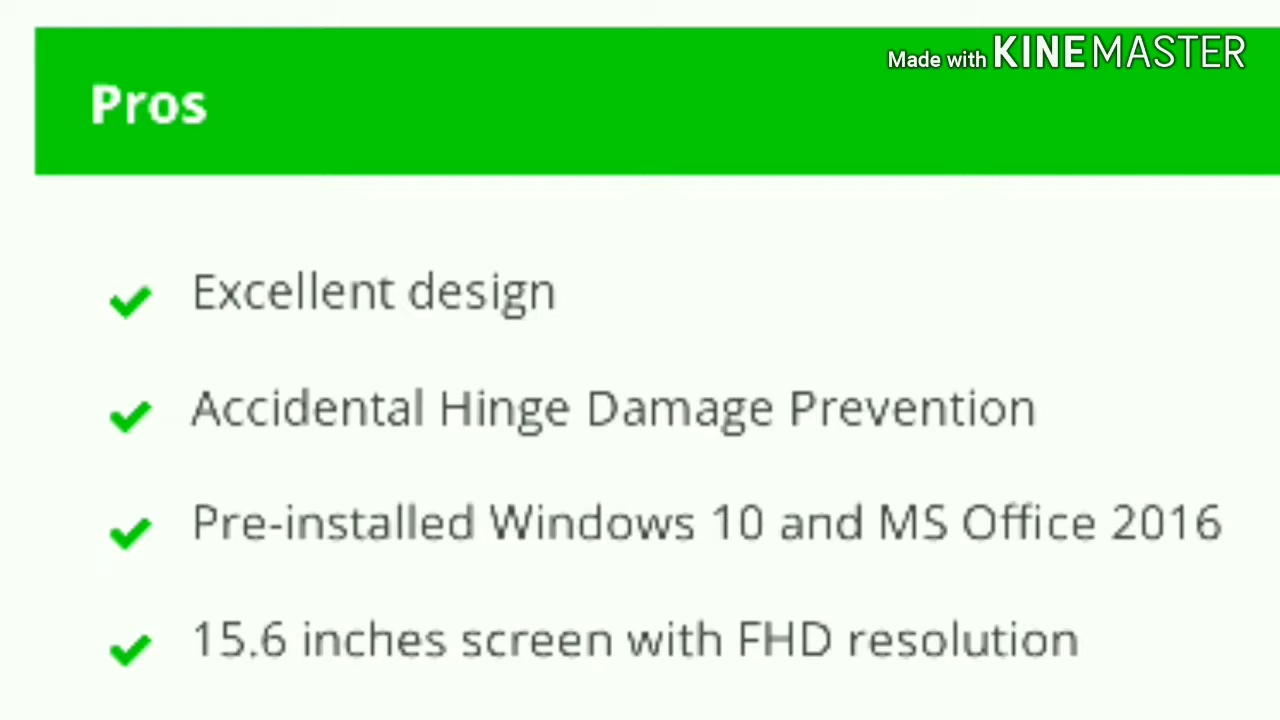 Made with KINEMASTER
Pros
Excellent design
Accidental Hinge Damage Prevention
Pre-installed Windows 10 and MS Office 2016
15.6 inches screen with FHD resolution